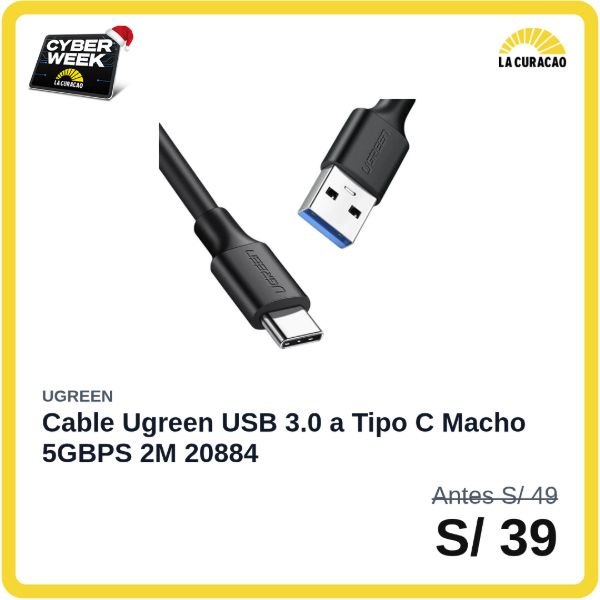 CYBER
WEEK
LA CURACAO
LA CURACAO
UGREEN
UGREEN
UGREEN
Cable Ugreen USB 3.0 a Tipo C Macho
5GBPS 2M 20884
Antes S/ 49
S/ 39